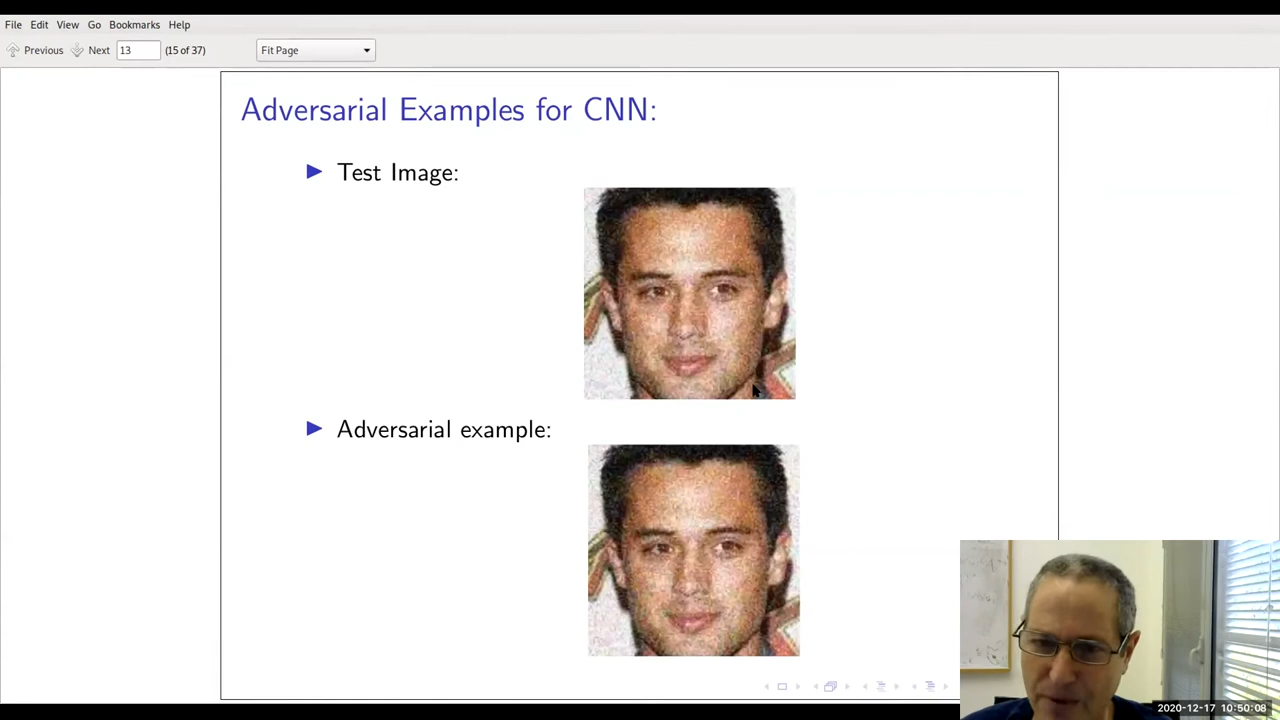 File Edit View Go Bookmarks Help
Previous Next 13 (15 of 37) Fit Page
Adversarial Examples for CNN:
Test Image:
Adversarial example:
2020-12-17 10:50:08